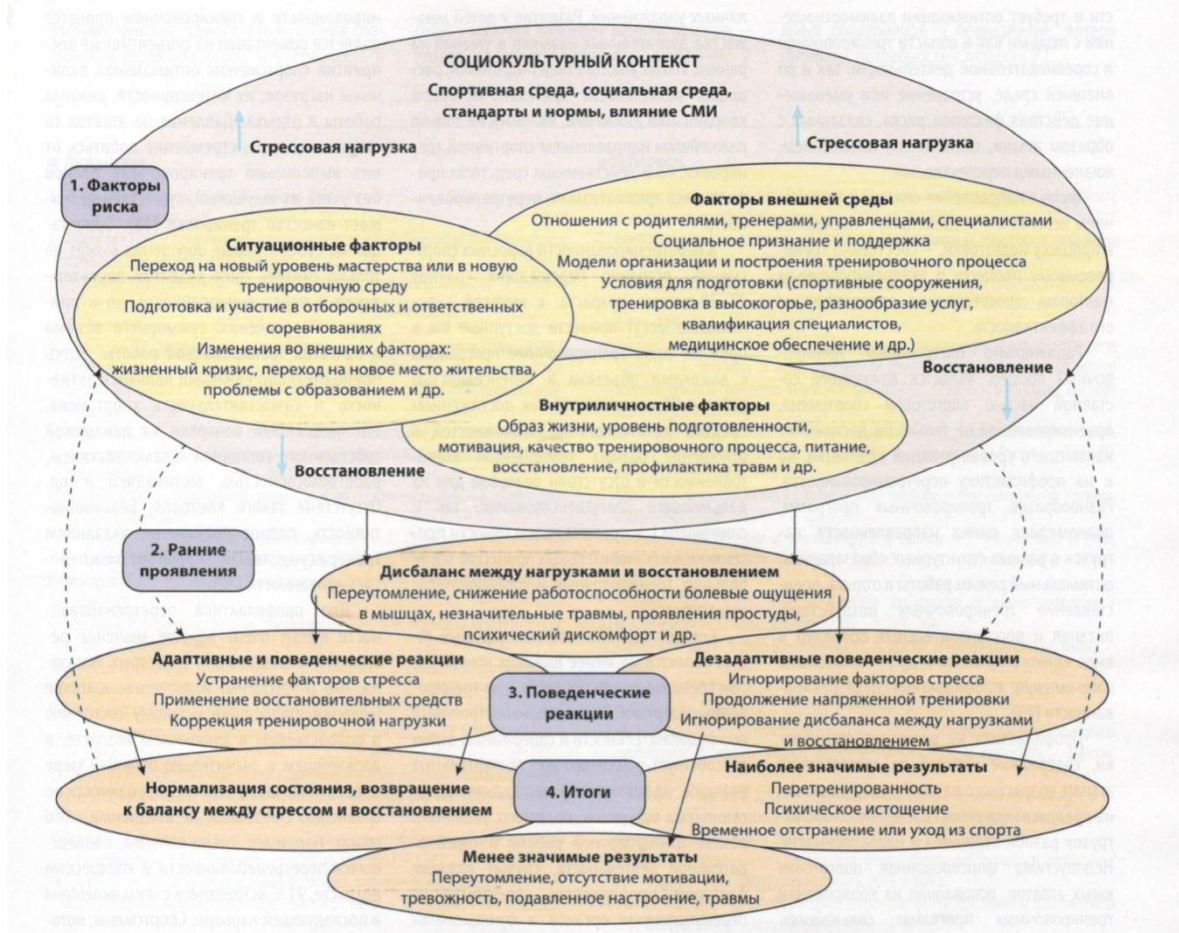 СОЦИОКУЛЬТУРНЫЙ КОНТЕКСТ
Спортивная среда, социальная среда,
стандарты и нормы, влияние СМИ
Стрессовая нагрузка
Стрессовая нагрузка
1. Факторы
риска
Факторы внешней среды
Отношения с родителями, тренерами, управленцами, специалистами
Социальное признание и поддержка
Модели организации и построения тренировочного процесса
Условия для подготовки (спортивные сооружения,
тренировка в высокогорье, разнообразие услуг,
квалификация специалистов,
медицинское обеспечение и др.)
Ситуационные факторы
Переход на новый уровень мастерства или в новую
тренировочную среду
Подготовка и участие в отборочных и ответственных
соревнованиях
Изменения во внешних факторах:
жизненный кризис, переход на новое место жительства,
проблемы с образованием и др.
Восстановление
Внутриличностные факторы
Образ жизни, уровень подготовленности,
мотивация, качество тренировочного процесса,
восстановление, профилактика травм и др.
Восстановление
2. Ранние
проявления
Дисбаланс между нагрузками и восстановлением
Переутомление, снижение работоспособности болевые ощущения
в мышцах, незначительные травмы, проявления простуды,
психический дискомфорт и др.
Адаптивные поведенческие реакции
Устранение факторов стресса
Применение восстановительных средств
Коррекция тренировочной нагрузки
3. Поведенческие
реакции
Дезадаптивные поведенческие реакции
Игнорирование факторов стресса
Продолжение напряженной тренировки
Игнорирование дисбаланса между нагрузками
и восстановлением
Нормализация состояния, возвращение
к балансу между стрессом и восстановлением
4. Итоги
Наиболее значимые результаты
Перетренированность
Психическое истощение
Временное отстранение или уход из спорта
Менее значимые результаты
Переутомление, отсутствие мотивации,
тревожность, подавленное настроение, травмы